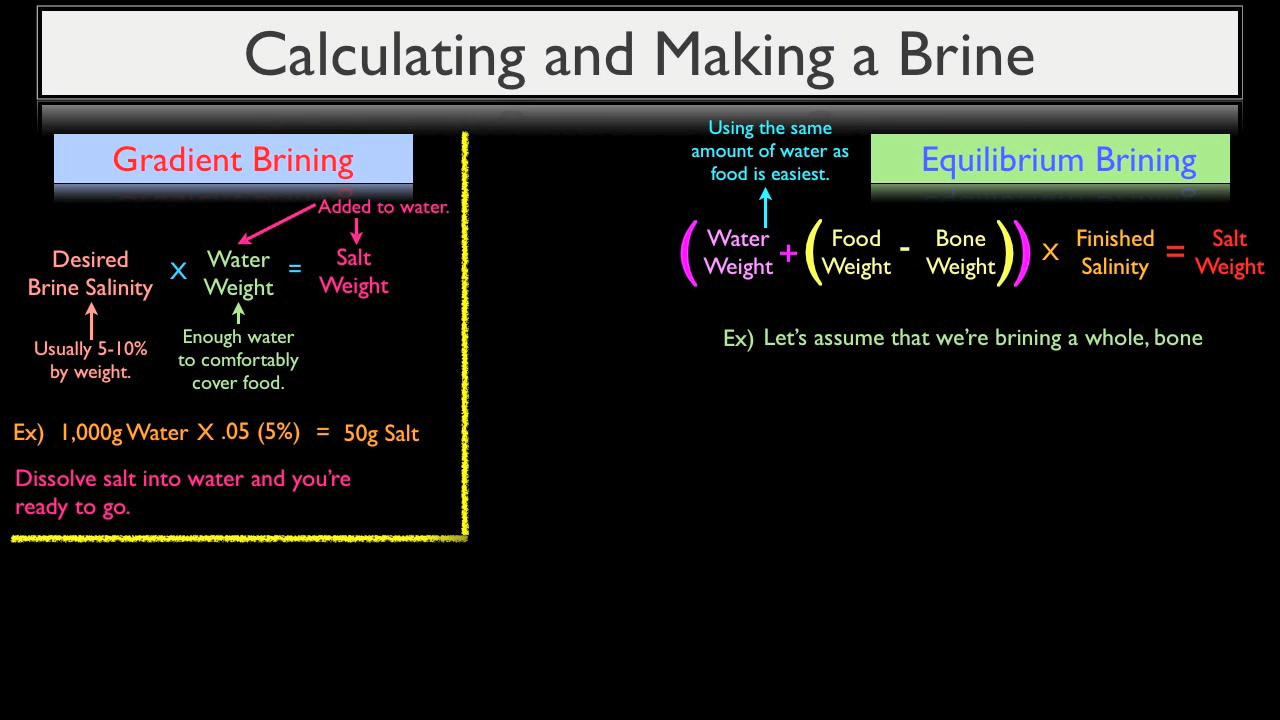 Calculating and Making a Brine
Gradient Brining
Added to water.
Desired
Brine Salinity
X
Water
Weight
=
Salt
Weight
Usually 5-10%
by weight.
Enough water
to comfortably
cover food.
Ex) 1,000g Water X .05 (5%) = 50g Salt
Dissolve salt into water and you're
ready to go.
Using the same
amount of water as
food is easiest.
Equilibrium Brining
(
Water
Weight
+
(
Food
Weight
-
Bone
Weight
)
)
X
Finished
Salinity
=
Salt
Weight
Ex) Let's assume that we're brining a whole, bone